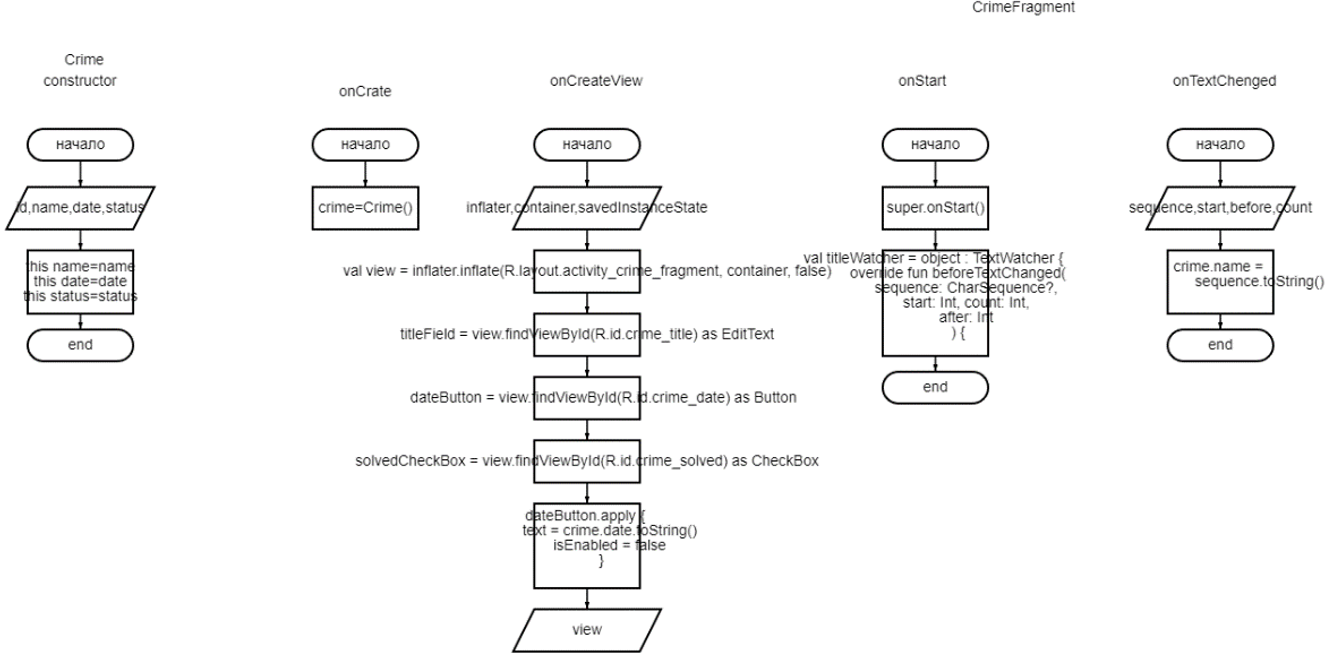 CrimeFragment
Crime
constructor
начало
id,name,date,status
this name=name
this date=date
this status=status
end
onCrate
начало
crime=Crime()
onCreateView
начало
inflater,container,savedInstanceState
val view = inflater.inflate(R.layout.activity_crime_fragment, container, false)
titleField = view.findViewById(R.id.crime_title) as EditText
dateButton = view.findViewById(R.id.crime_date) as Button
solvedCheckBox = view.findViewById(R.id.crime_solved) as CheckBox
dateButton.apply {
text = crime.date.toString()
isEnabled = false
}
view
onStart
начало
super.onStart()
val titleWatcher = object : TextWatcher {
override fun beforeTextChanged(
sequence: CharSequence?,
start: Int, count: Int,
after: Int
) {
end
onTextChenged
начало
sequence,start,before,count
crime.name =
sequence.toString()
end